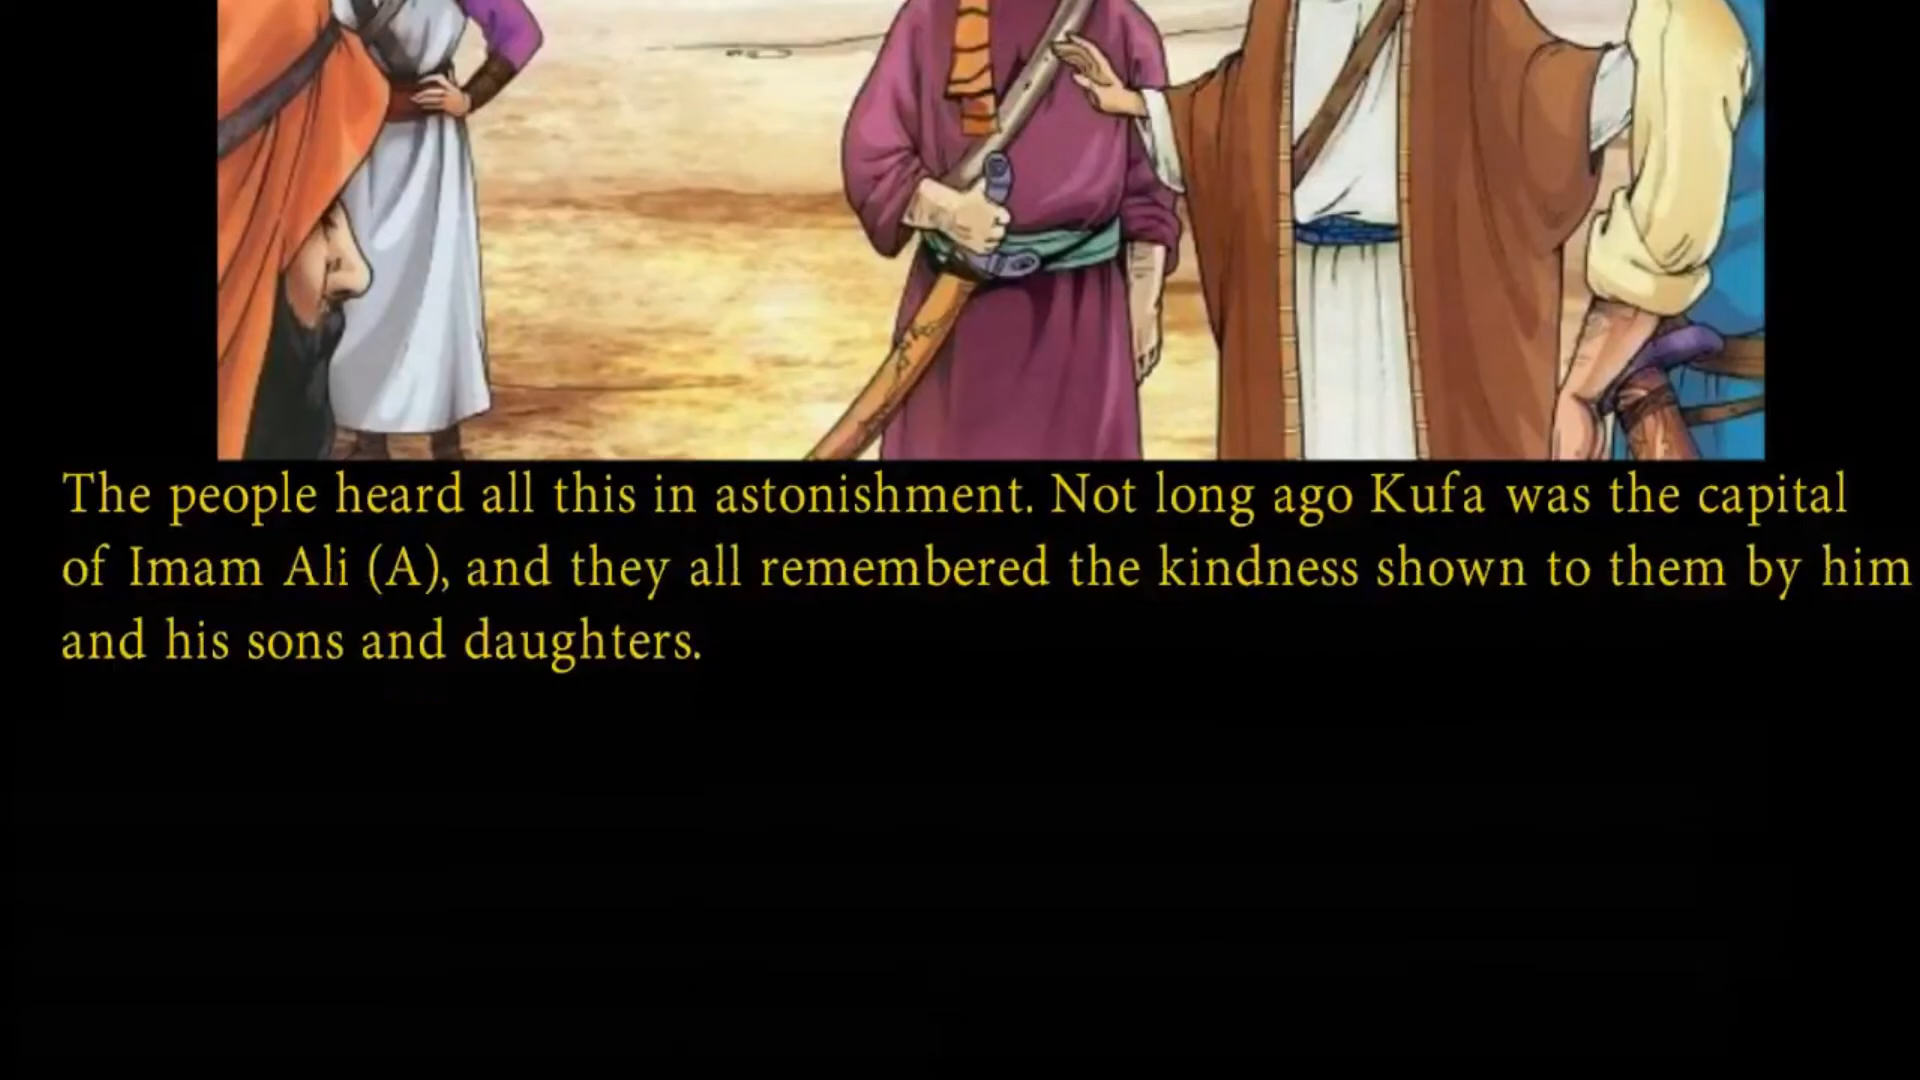 The people heard all this in astonishment. Not long ago Kufa was the capital
of Imam Ali (A), and they all remembered the kindness shown to them by him
and his sons and daughters.